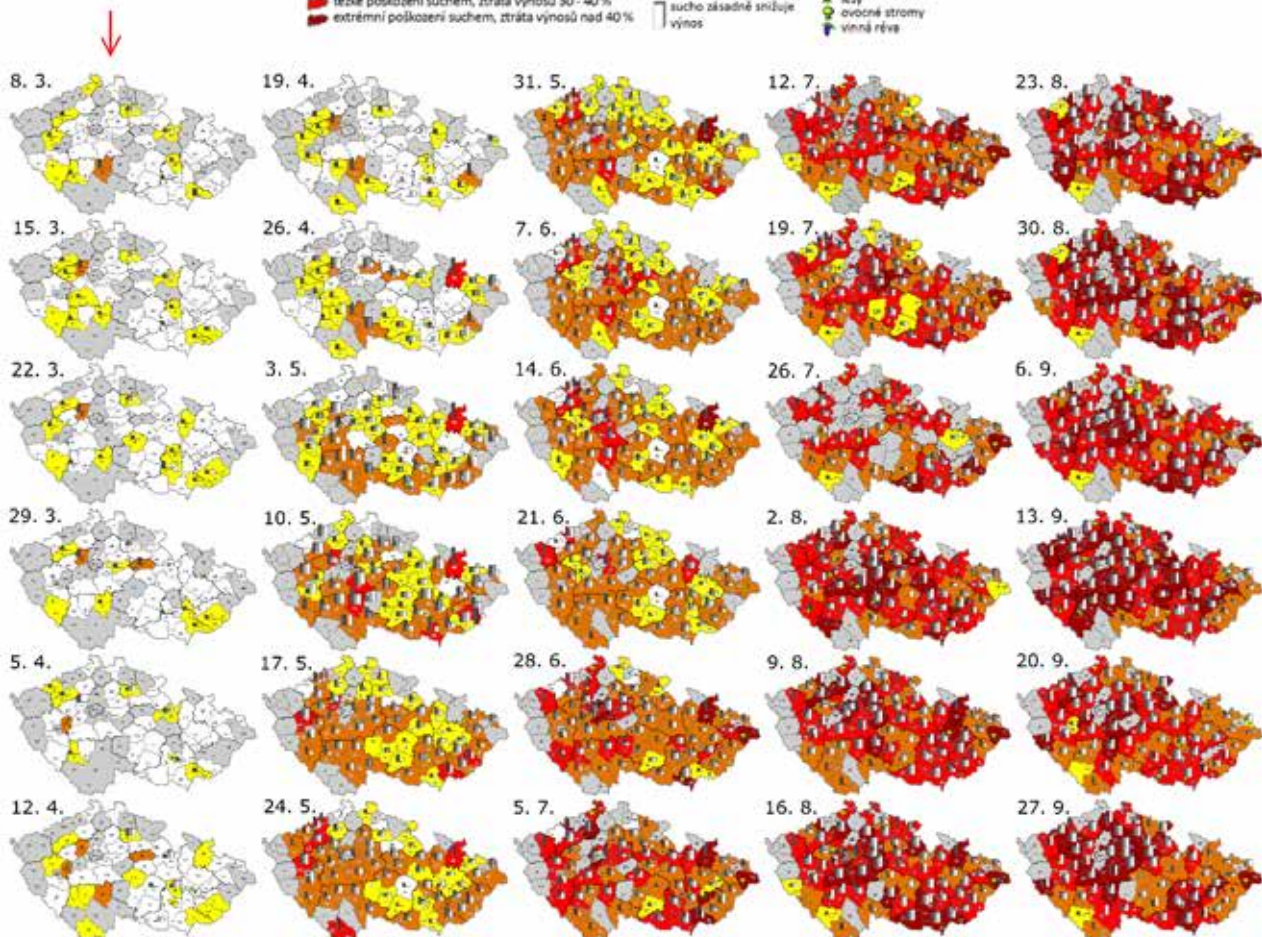 těžké poškození suchem, ztráta výnosů 30 - 40 %
extrémní poškození suchem, ztráta výnosů nad 40 %
sucho zásadně snižuje
výnos
lesy
ovocné stromy
vinná réva
8. 3. 19. 4. 31. 5. 12. 7. 23. 8.
15. 3. 26. 4. 7. 6. 19. 7. 30. 8.
22. 3. 3. 5. 14. 6. 26. 7. 6. 9.
29. 3. 10. 5. 21. 6. 2. 8. 13. 9.
5. 4. 17. 5. 28. 6. 9. 8. 20. 9.
12. 4. 24. 5. 5. 7. 16. 8. 27. 9.